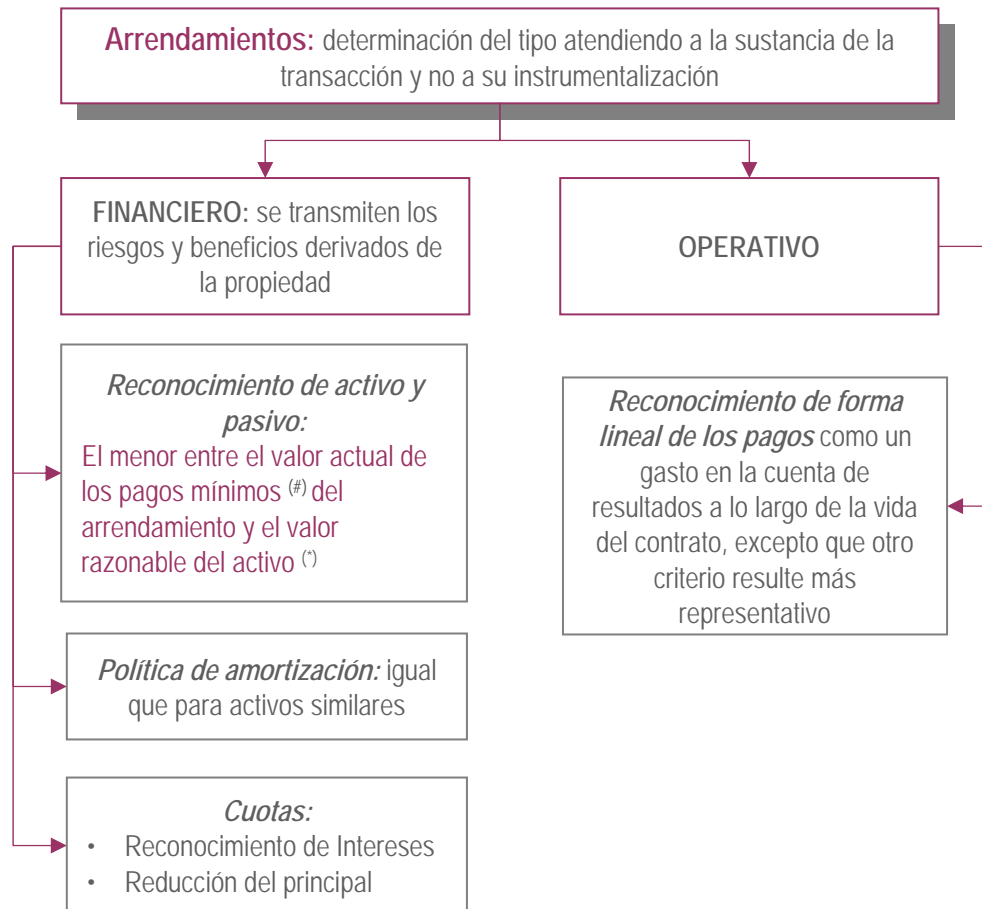 Arrendamientos: determinación del tipo atendiendo a la sustancia de la
transacción y no a su instrumentalización
FINANCIERO: se transmiten los
riesgos y beneficios derivados de
la propiedad
OPERATIVO
Reconocimiento de activo y
pasivo:
El menor entre el valor actual de
los pagos mínimos (#) del
arrendamiento y el valor
razonable del activo (*)
Reconocimiento de forma
lineal de los pagos como un
gasto en la cuenta de
resultados a lo largo de la vida
del contrato, excepto que otro
criterio resulte más
representativo
Política de amortización: igual
que para activos similares
Cuotas:
• Reconocimiento de Intereses
• Reducción del principal